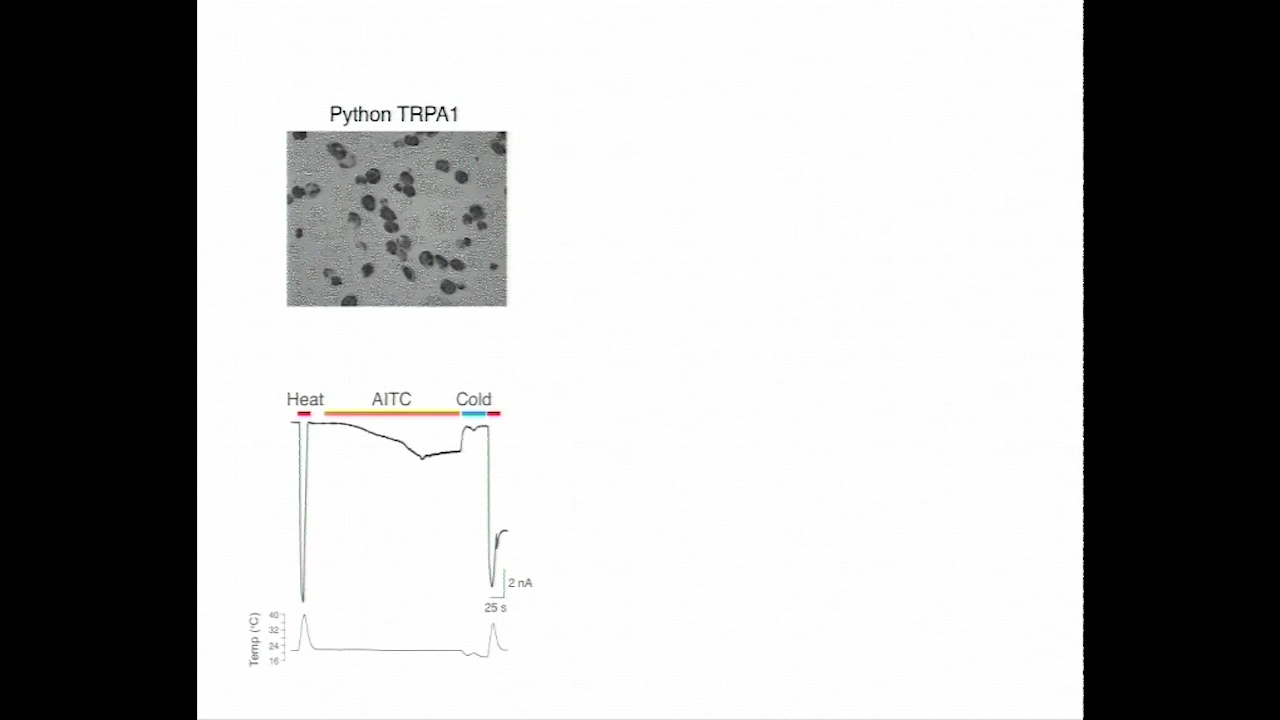 Python TRPA1
Heat AITC Cold
2 nA
25 s
Temp (°C)
40
32
24
16